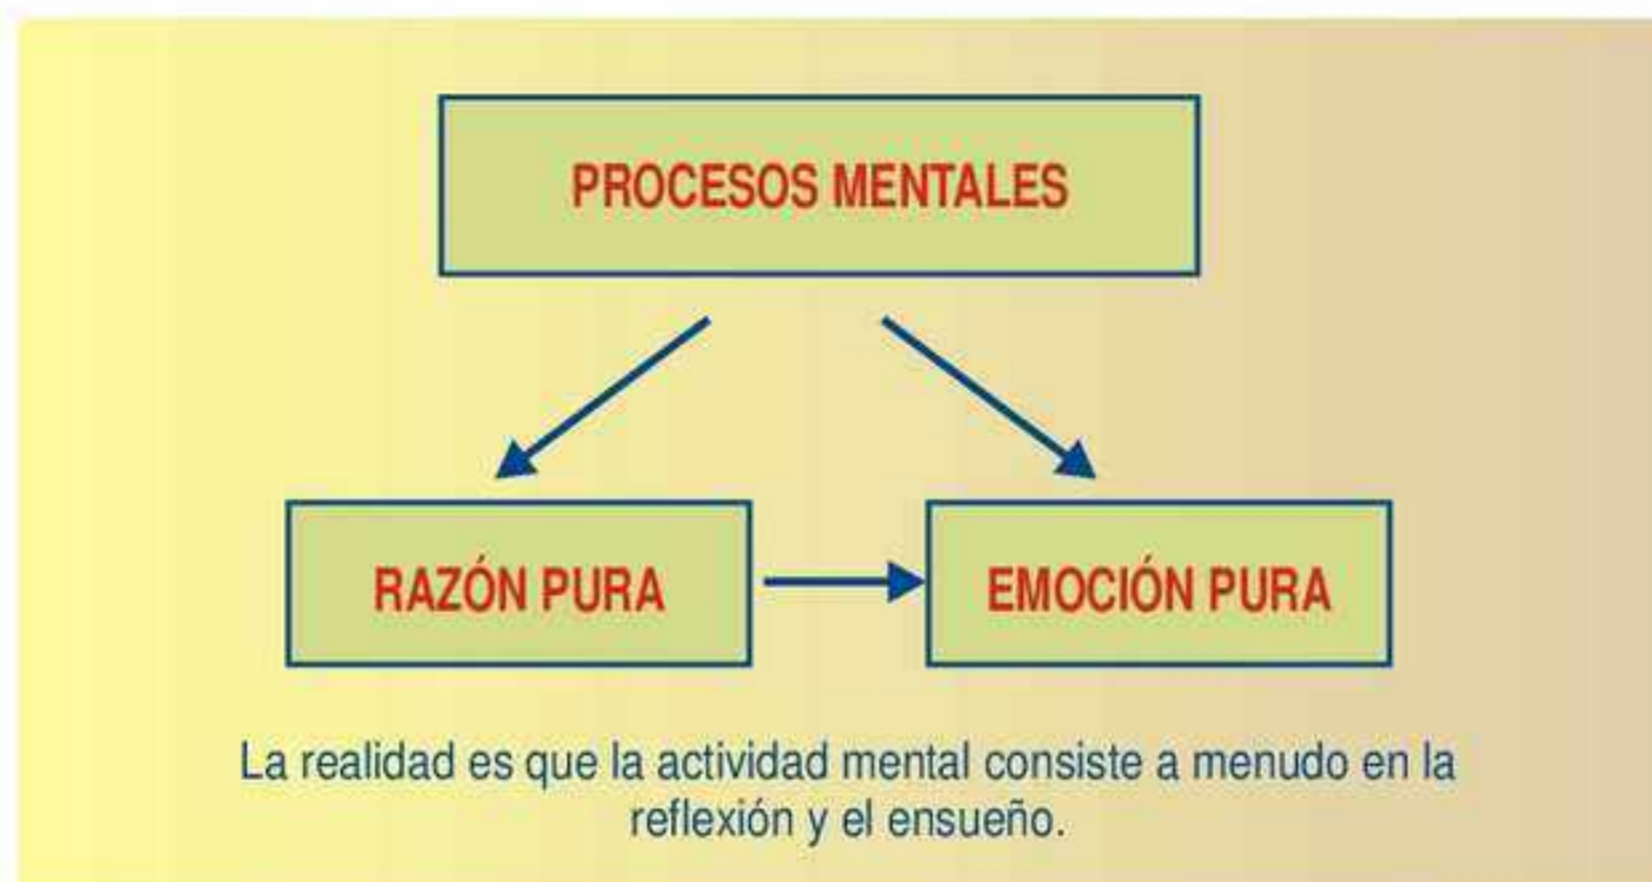 PROCESOS MENTALES
RAZÓN PURA
EMOCIÓN PURA
La realidad es que la actividad mental consiste a menudo en la
reflexión y el ensueño.